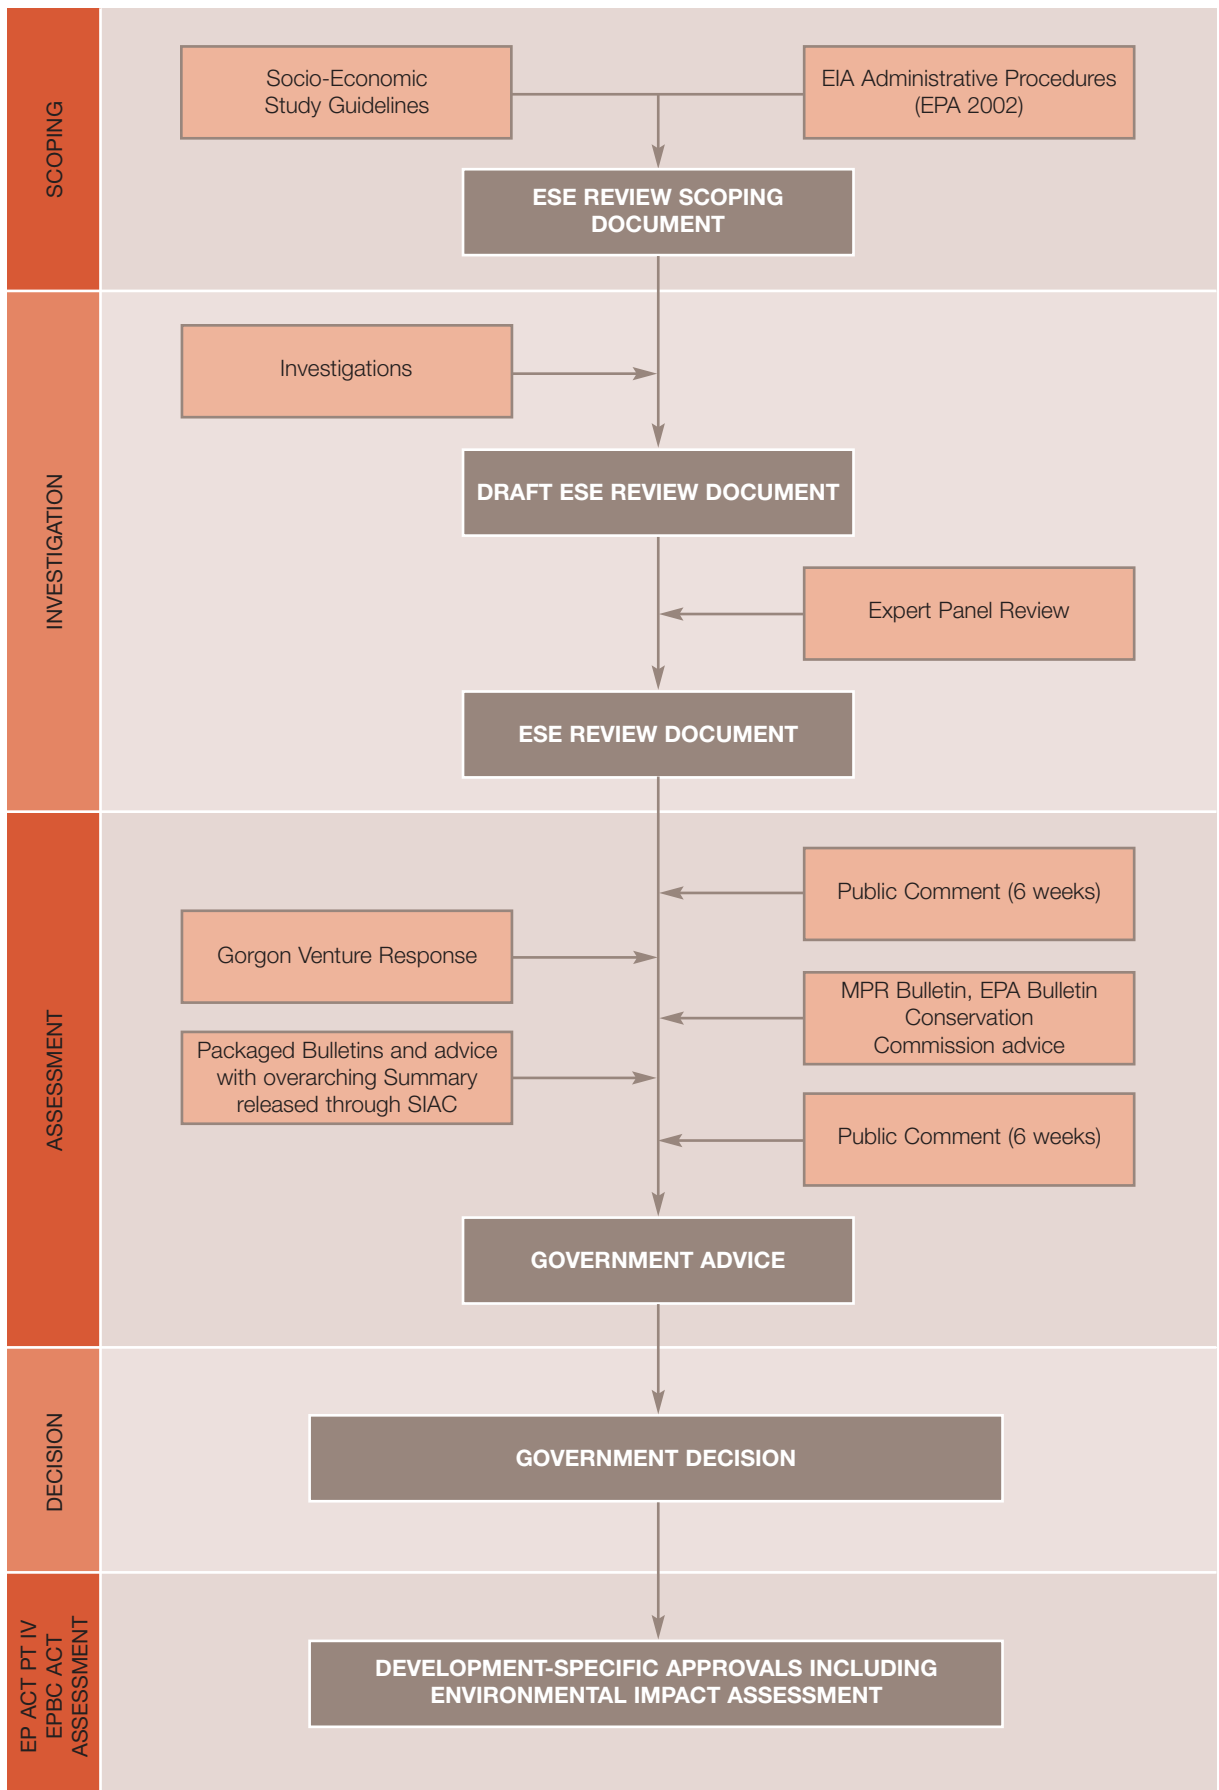 SCOPING
Socio-Economic
Study Guidelines
EIA Administrative Procedures
(EPA 2002)
ESE REVIEW SCOPING
DOCUMENT
INVESTIGATION
Investigations
DRAFT ESE REVIEW DOCUMENT
Expert Panel Review
ESE REVIEW DOCUMENT
ASSESSMENT
Public Comment (6 weeks)
Gorgon Venture Response
MPR Bulletin, EPA Bulletin
Conservation
Commission advice
Packaged Bulletins and advice
with overarching Summary
released through SIAC
Public Comment (6 weeks)
GOVERNMENT ADVICE
DECISION
GOVERNMENT DECISION
EP ACT PT IV
EPBC ACT
ASSESSMENT
DEVELOPMENT-SPECIFIC APPROVALS INCLUDING
ENVIRONMENTAL IMPACT ASSESSMENT